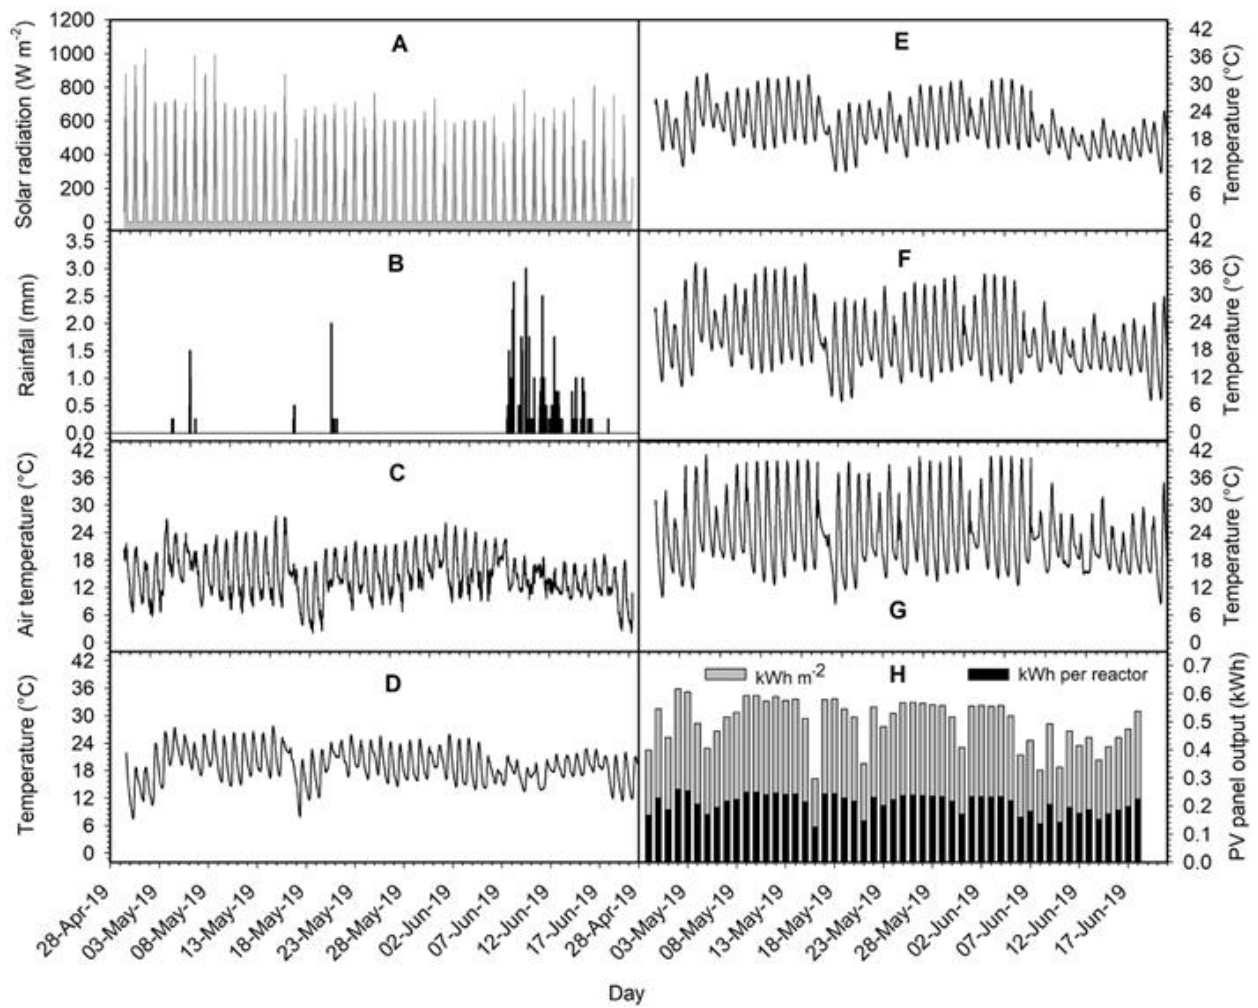 1200
1000
800
600
400
200
0
Solar radiation (W m-2)
A
E
42
36
30
24
18
12
6
0
Temperature (°C)
3.5
3.0
2.5
2.0
1.5
1.0
0.5
0.0
Rainfall (mm)
B
F
42
36
30
24
18
12
6
0
Temperature (°C)
42
36
30
24
18
12
6
0
Air temperature (°C)
C
G
42
36
30
24
18
12
6
0
Temperature (°C)
42
36
30
24
18
12
6
0
Temperature (°C)
D
kWh m-2
H
kWh per reactor
0.7
0.6
0.5
0.4
0.3
0.2
0.1
0.0
PV panel output (kWh)
28-Apr-19
03-May-19
08-May-19
13-May-19
18-May-19
23-May-19
28-May-19
02-Jun-19
07-Jun-19
12-Jun-19
17-Jun-19
28-Apr-19
03-May-19
08-May-19
13-May-19
18-May-19
23-May-19
28-May-19
02-Jun-19
07-Jun-19
12-Jun-19
17-Jun-19
Day